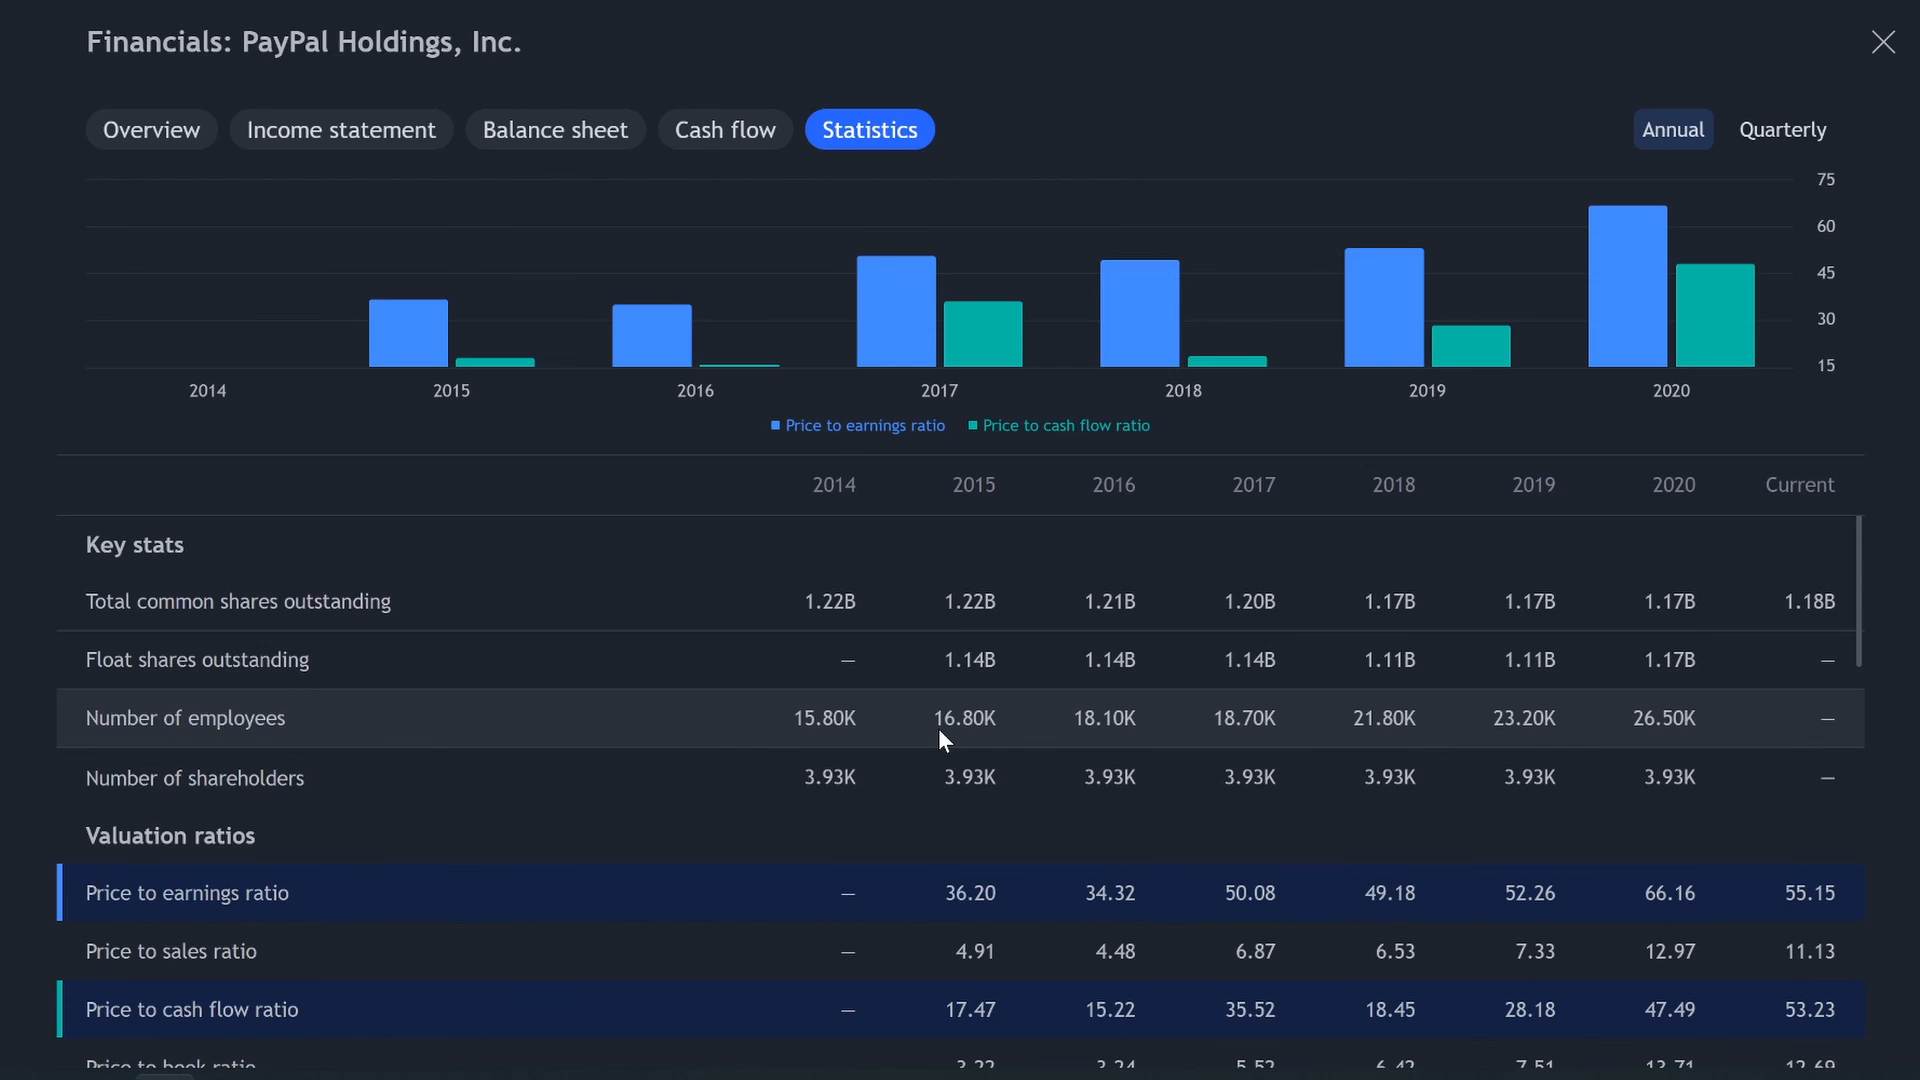 Financials: PayPal Holdings, Inc.
Overview Income statement Balance sheet Cash flow Statistics Annual Quarterly
75
60
45
30
15
2014 2015 2016 2017 2018 2019 2020
Price to earnings ratio Price to cash flow ratio
2014 2015 2016 2017 2018 2019 2020 Current
Key stats
Total common shares outstanding 1.22B 1.22B 1.21B 1.20B 1.17B 1.17B 1.17B 1.18B
Float shares outstanding — 1.14B 1.14B 1.14B 1.11B 1.11B 1.17B —
Number of employees 15.80K 16.80K 18.10K 18.70K 21.80K 23.20K 26.50K —
Number of shareholders 3.93K 3.93K 3.93K 3.93K 3.93K 3.93K 3.93K —
Valuation ratios
Price to earnings ratio — 36.20 34.32 50.08 49.18 52.26 66.16 55.15
Price to sales ratio — 4.91 4.48 6.87 6.53 7.33 12.97 11.13
Price to cash flow ratio — 17.47 15.22 35.52 18.45 28.18 47.49 53.23
Price to book ratio